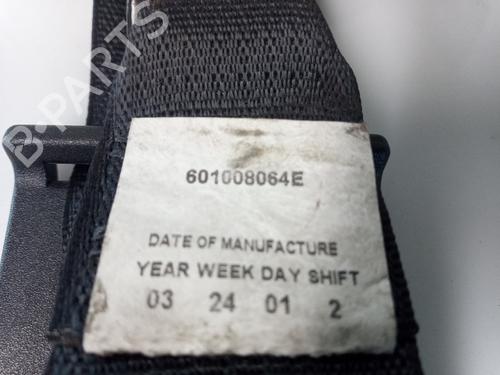 B-PARTS
601008064E
DATE OF MANUFACTURE
YEAR WEEK DAY SHIFT
03 24 01 2